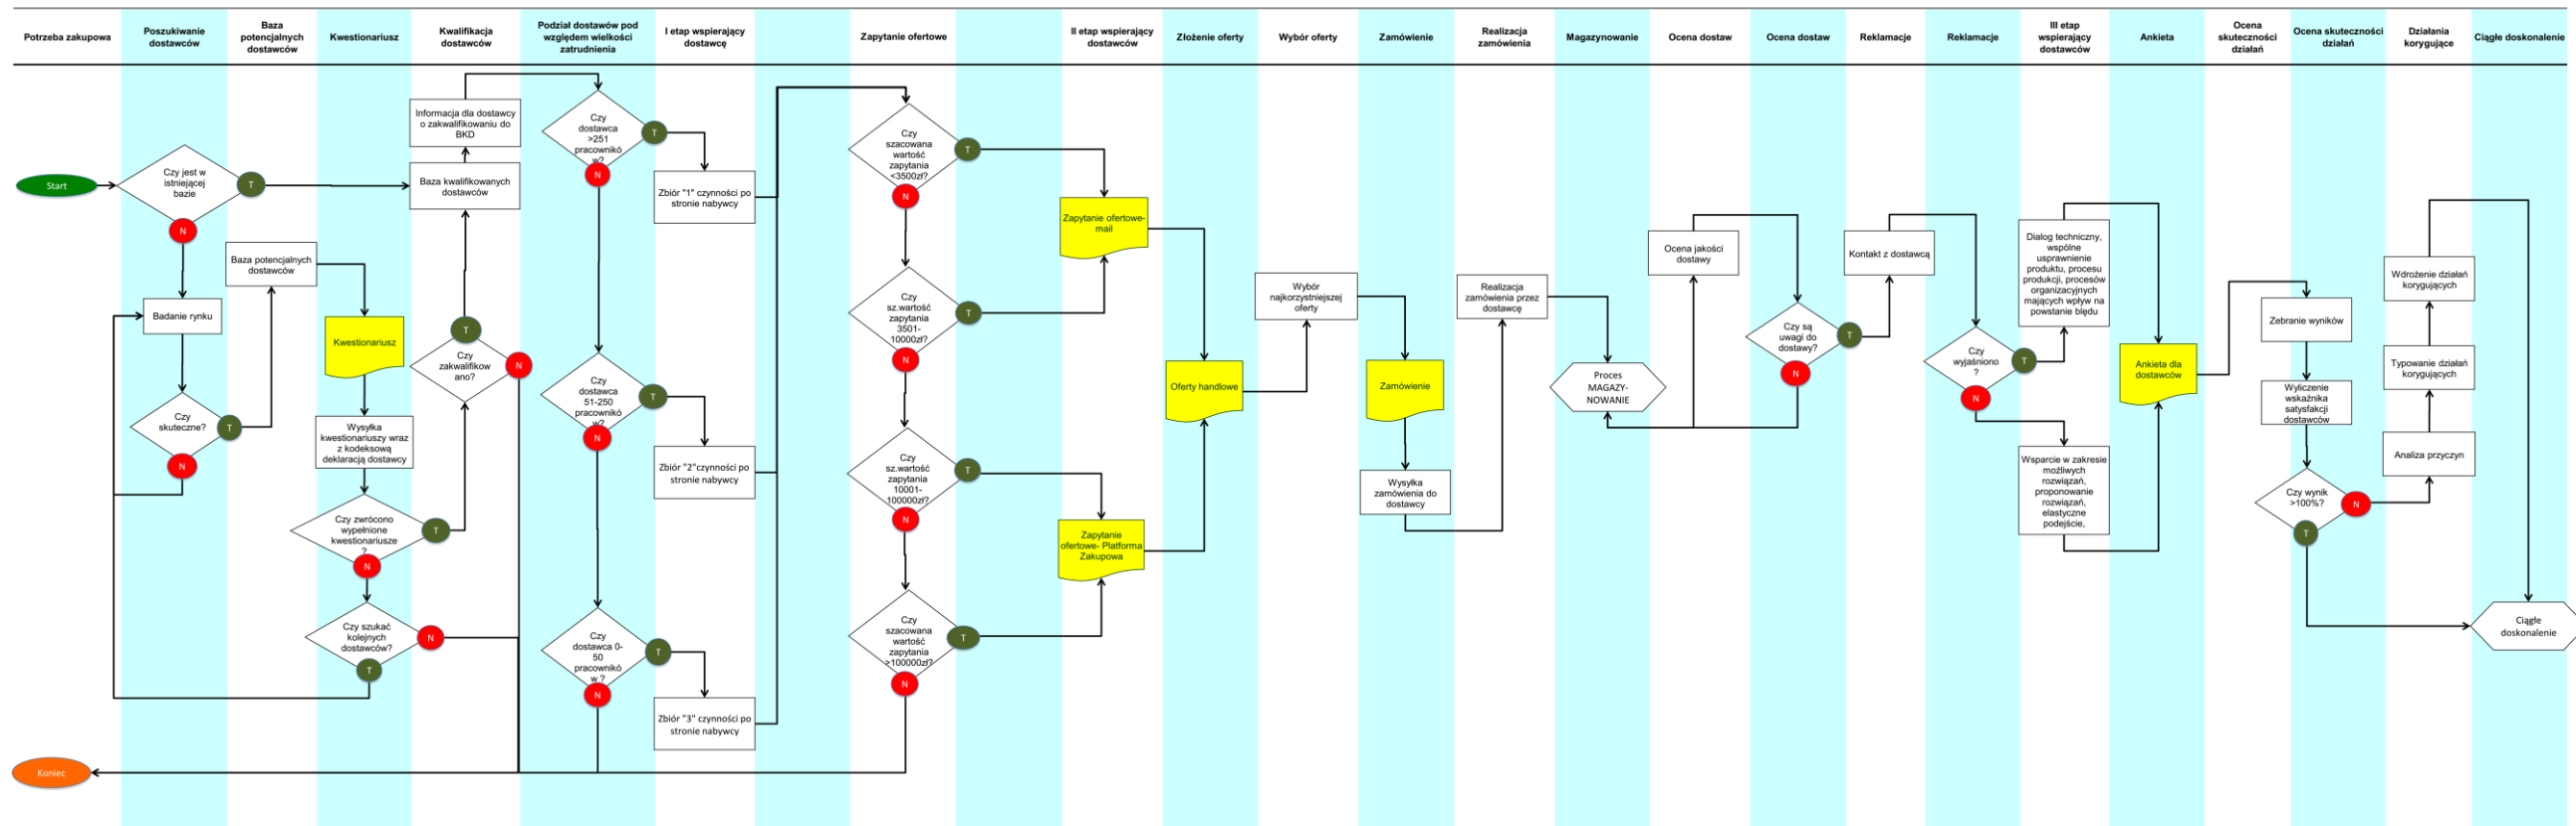 Potrzeba zakupowa
Poszukiwanie
dostawców
Baza
potencjalnych
dostawców
Kwestionariusz
Kwalifikacja
dostawców
Podział dostawów pod
względem wielkości
zatrudnienia
I etap wspierający
dostawcę
Zapytanie ofertowe
II etap wspierający
dostawców
Złożenie oferty
Wybór oferty
Zamówienie
Realizacja
zamówienia
Magazynowanie
Ocena dostaw
Ocena dostaw
Reklamacje
Reklamacje
III etap
wspierający
dostawców
Ankieta
Ocena
skuteczności
działań
Ocena skuteczności
działań
Działania
korygujące
Ciągłe doskonalenie
Start
Czy jest w
istniejącej
bazie
T
N
Badanie rynku
Czy
skuteczne?
T
N
Baza potencjalnych
dostawców
Kwestionariusz
Wysyłka
kwestionariuszy wraz
z kodeksową
deklaracją dostawcy
Czy zwrócono
wypełnione
kwestionariusze
?
T
N
Czy szukać
kolejnych
dostawców?
N
T
Informacja dla dostawcy
o zakwalifikowaniu do
BKD
Baza kwalifikowanych
dostawców
T
Czy
zakwalifikow
ano?
N
Czy
dostawca
>251
pracownikó
w?
T
N
Czy
dostawca
51-250
pracownikó
w?
T
N
Czy
dostawca 0-
50
pracownikó
w ?
T
N
Zbiór "1" czynności po
stronie nabywcy
Zbiór "2"czynności po
stronie nabywcy
Zbiór "3" czynności po
stronie nabywcy
Czy
szacowana
wartość
zapytania
<3500zł?
T
N
Czy
sz.wartość
zapytania
3501-
10000zł?
T
N
Czy
sz.wartość
zapytania
10001-
100000zł?
T
N
Czy
szacowana
wartość
zapytania
>100000zł?
T
N
Zapytanie ofertowe-
mail
Zapytanie
ofertowe- Platforma
Zakupowa
Oferty handlowe
Wybór
najkorzystniejszej
oferty
Zamówienie
Wysyłka
zamówienia do
dostawcy
Realizacja
zamówienia przez
dostawcę
Proces
MAGAZY-
NOWANIE
Ocena jakości
dostawy
Czy są
uwagi do
dostawy?
T
N
Kontakt z dostawcą
Czy
wyjaśniono
?
T
N
Dialog techniczny,
wspólne
usprawnienie
produktu, procesu
produkcji, procesów
organizacyjnych
mających wpływ na
powstanie błędu
Wsparcie w zakresie
możliwych
rozwiązań,
proponowanie
rozwiązań,
elastyczne
podejście,
Ankieta dla
dostawców
Zebranie wyników
Wyliczenie
wskaźnika
satysfakcji
dostawców
Czy wynik
>100%?
N
T
Wdrożenie działań
korygujących
Typowanie działań
korygujących
Analiza przyczyn
Ciągłe
doskonalenie
Koniec